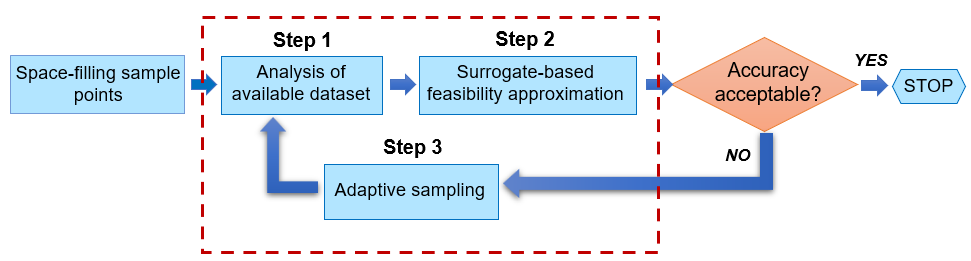 Space-filling sample
points
Step 1
Analysis of
available dataset
Step 2
Surrogate-based
feasibility approximation
Accuracy
acceptable?
YES
STOP
NO
Step 3
Adaptive sampling